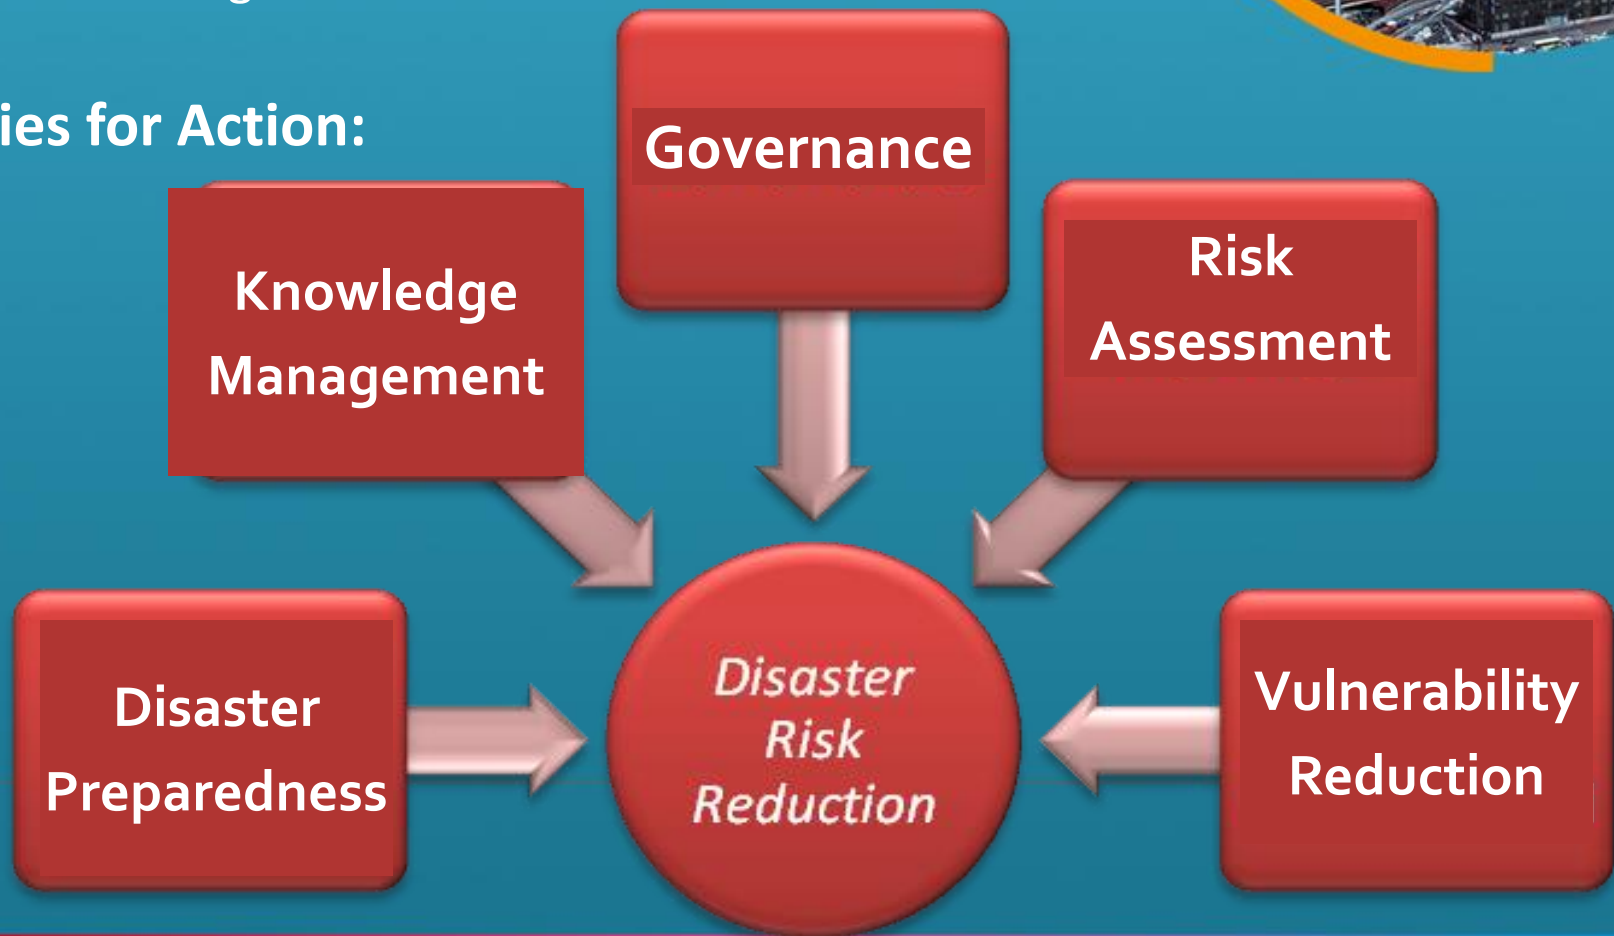 ies for Action:
Governance
Knowledge
Management
Risk
Assessment
Disaster
Preparedness
Disaster
Risk
Reduction
Vulnerability
Reduction